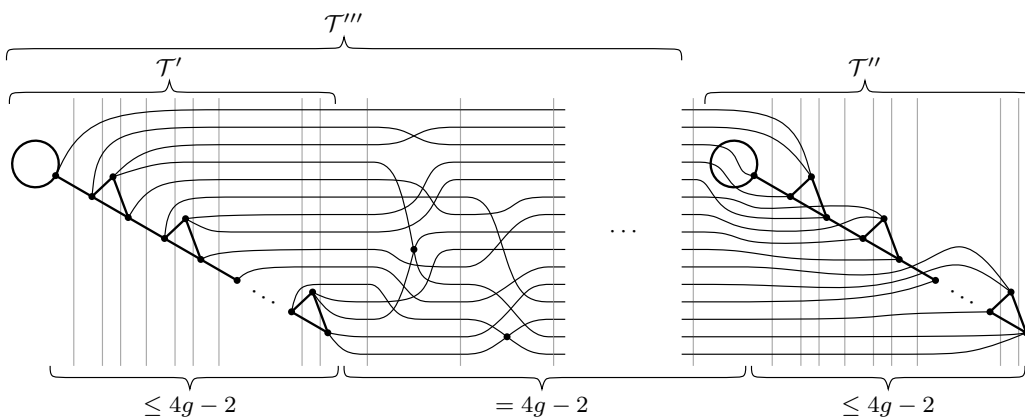 𝒯′′′
𝒯′ 𝒯′′
...
≤ 4g − 2 = 4g − 2 ≤ 4g − 2